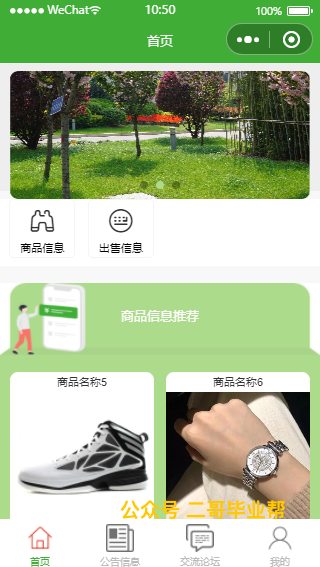 WeChat
10:50
100%
首页
商品信息
出售信息
商品信息推荐
商品名称5
商品名称6
公众号 二哥毕业帮
首页
公告信息
交流论坛
我的